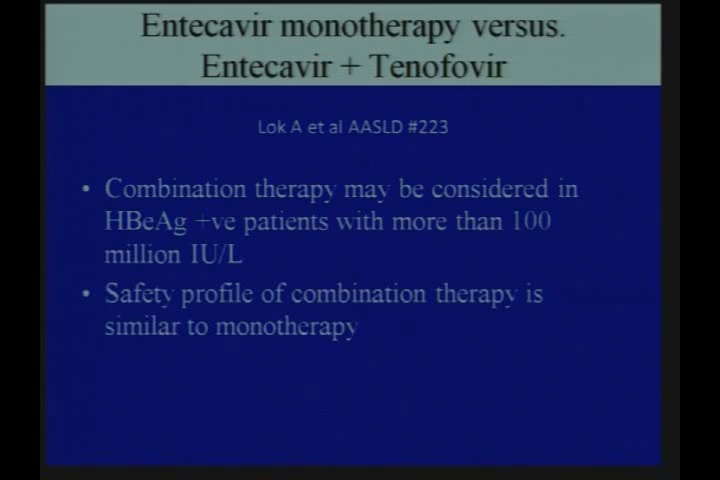 Entecavir monotherapy versus.
Entecavir + Tenofovir
Lok A et al AASLD #223
• Combination therapy may be considered in
HBeAg +ve patients with more than 100
million IU/L
• Safety profile of combination therapy is
similar to monotherapy